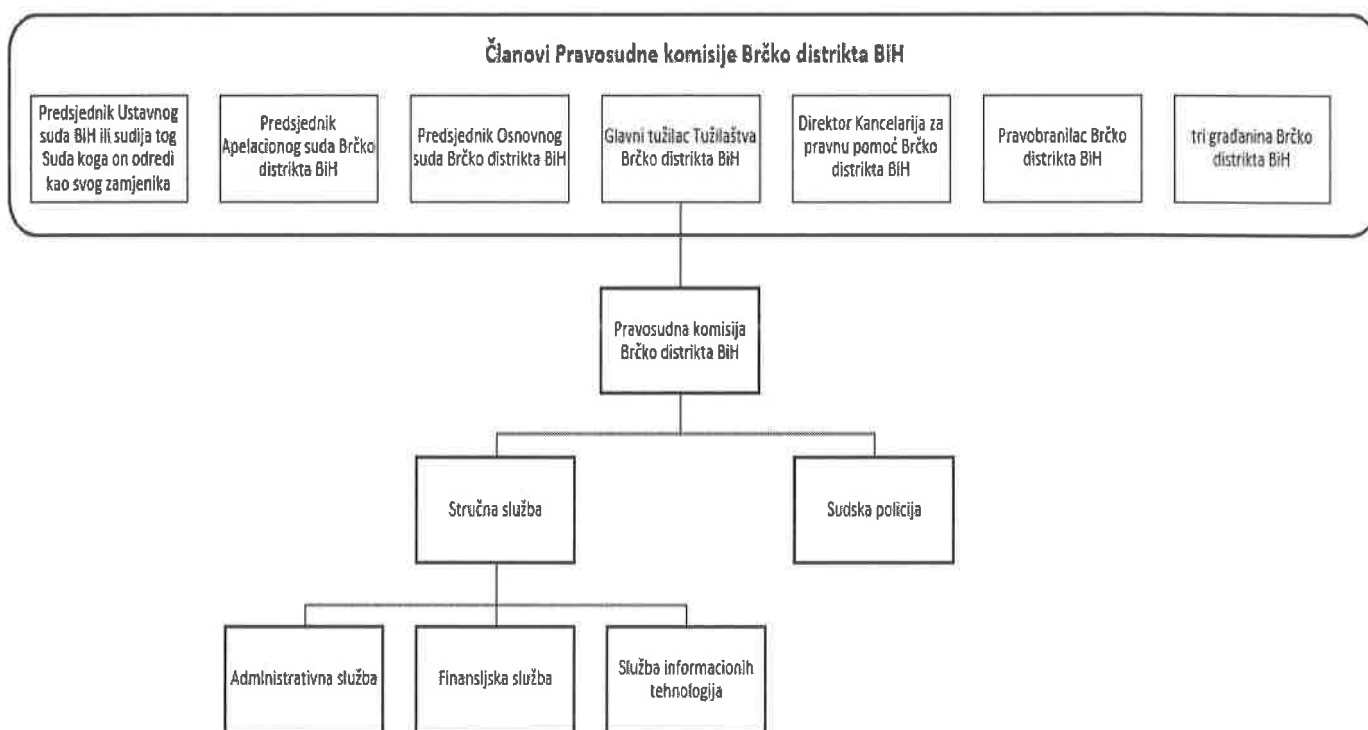 Članovi Pravosudne komisije Brčko distrikta BiH
Predsjednik Ustavnog
suda BiH ili sudija tog
Suda koga on odredi
kao svog zamjenika
Predsjednik
Apelacionog suda Brčko
distrikta BiH
Predsjednik Osnovnog
suda Brčko distrikta BiH
Glavni tužilac Tužilaštva
Brčko distrikta BiH
Direktor Kancelarija za
pravnu pomoć Brčko
distrikta BiH
Pravobranilac Brčko
distrikta BiH
tri građanina Brčko
distrikta BiH
Pravosudna komisija
Brčko distrikta BiH
Stručna služba
Sudska policija
Administrativna služba
Finansijska služba
Služba informacionih
tehnologija